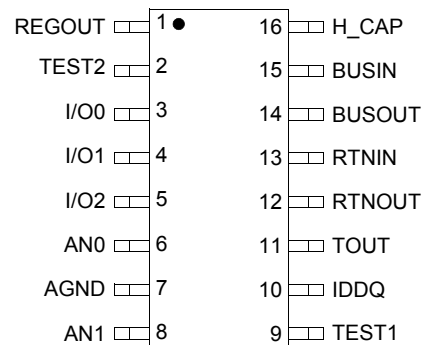 REGOUT 1 16 H_CAP
TEST2 2 15 BUSIN
I/O0 3 14 BUSOUT
I/O1 4 13 RTNIN
I/O2 5 12 RTNOUT
AN0 6 11 TOUT
AGND 7 10 IDDQ
AN1 8 9 TEST1